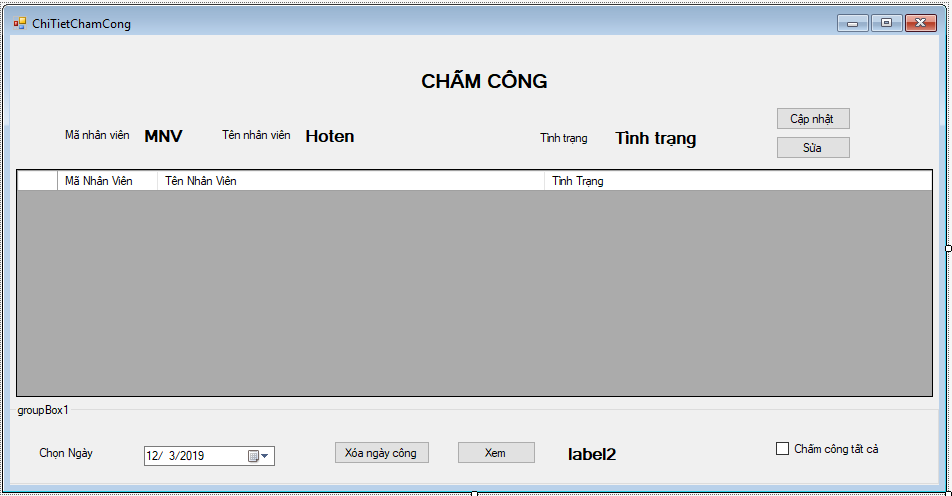 ChiTietChamCong
CHẤM CÔNG
Mã nhân viên MNV Tên nhân viên Hoten Tình trạng Tình trạng
Cập nhật
Sửa
Mã Nhân Viên Tên Nhân Viên Tình Trạng
groupBox1
Chọn Ngày 12/ 3/2019 Xóa ngày công Xem label2 Chấm công tất cả